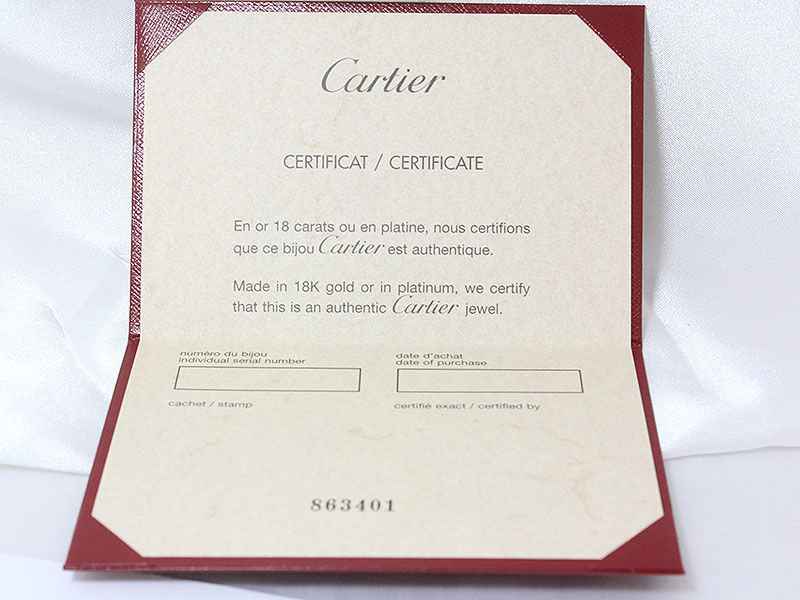 Cartier
CERTIFICAT / CERTIFICATE
En or 18 carats ou en platine, nous certifions
que ce bijou Cartier est authentique.
Made in 18K gold or in platinum, we certify
that this is an authentic Cartier jewel.
numéro du bijou
individual serial number
date d'achat
date of purchase
cachet / stamp
certifié exact / certified by
863401